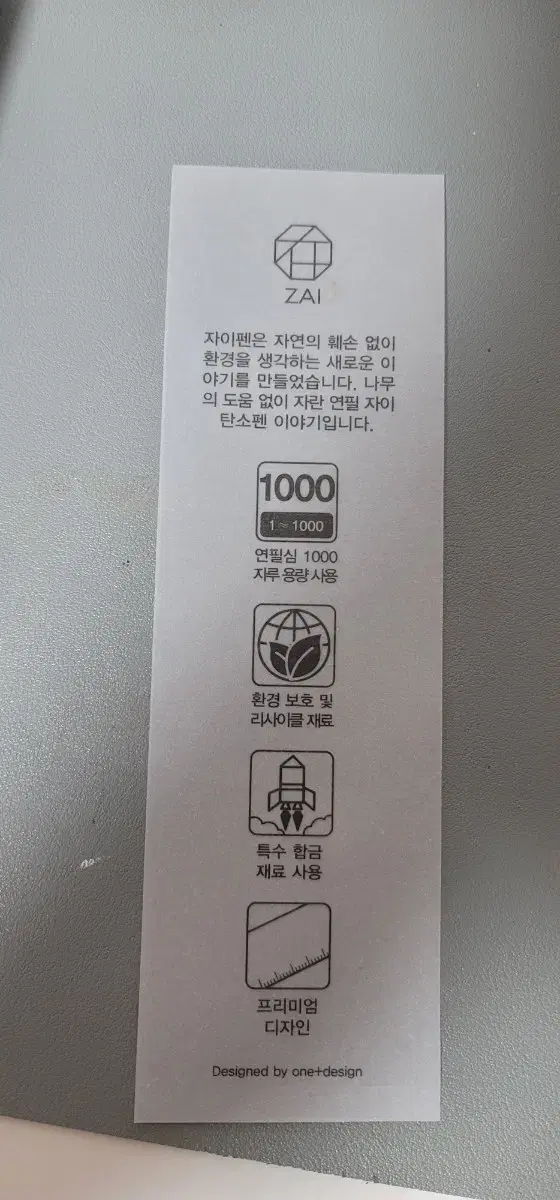 ZAI
자이펜은 자연의 훼손 없이
환경을 생각하는 새로운 이
야기를 만들었습니다. 나무
의 도움 없이 자란 연필 자이
탄소펜 이야기입니다.
1000
1 ~ 1000
연필심 1000
자루 용량 사용
환경 보호 및
리사이클 재료
특수 합금
재료 사용
프리미엄
디자인
Designed by one+design